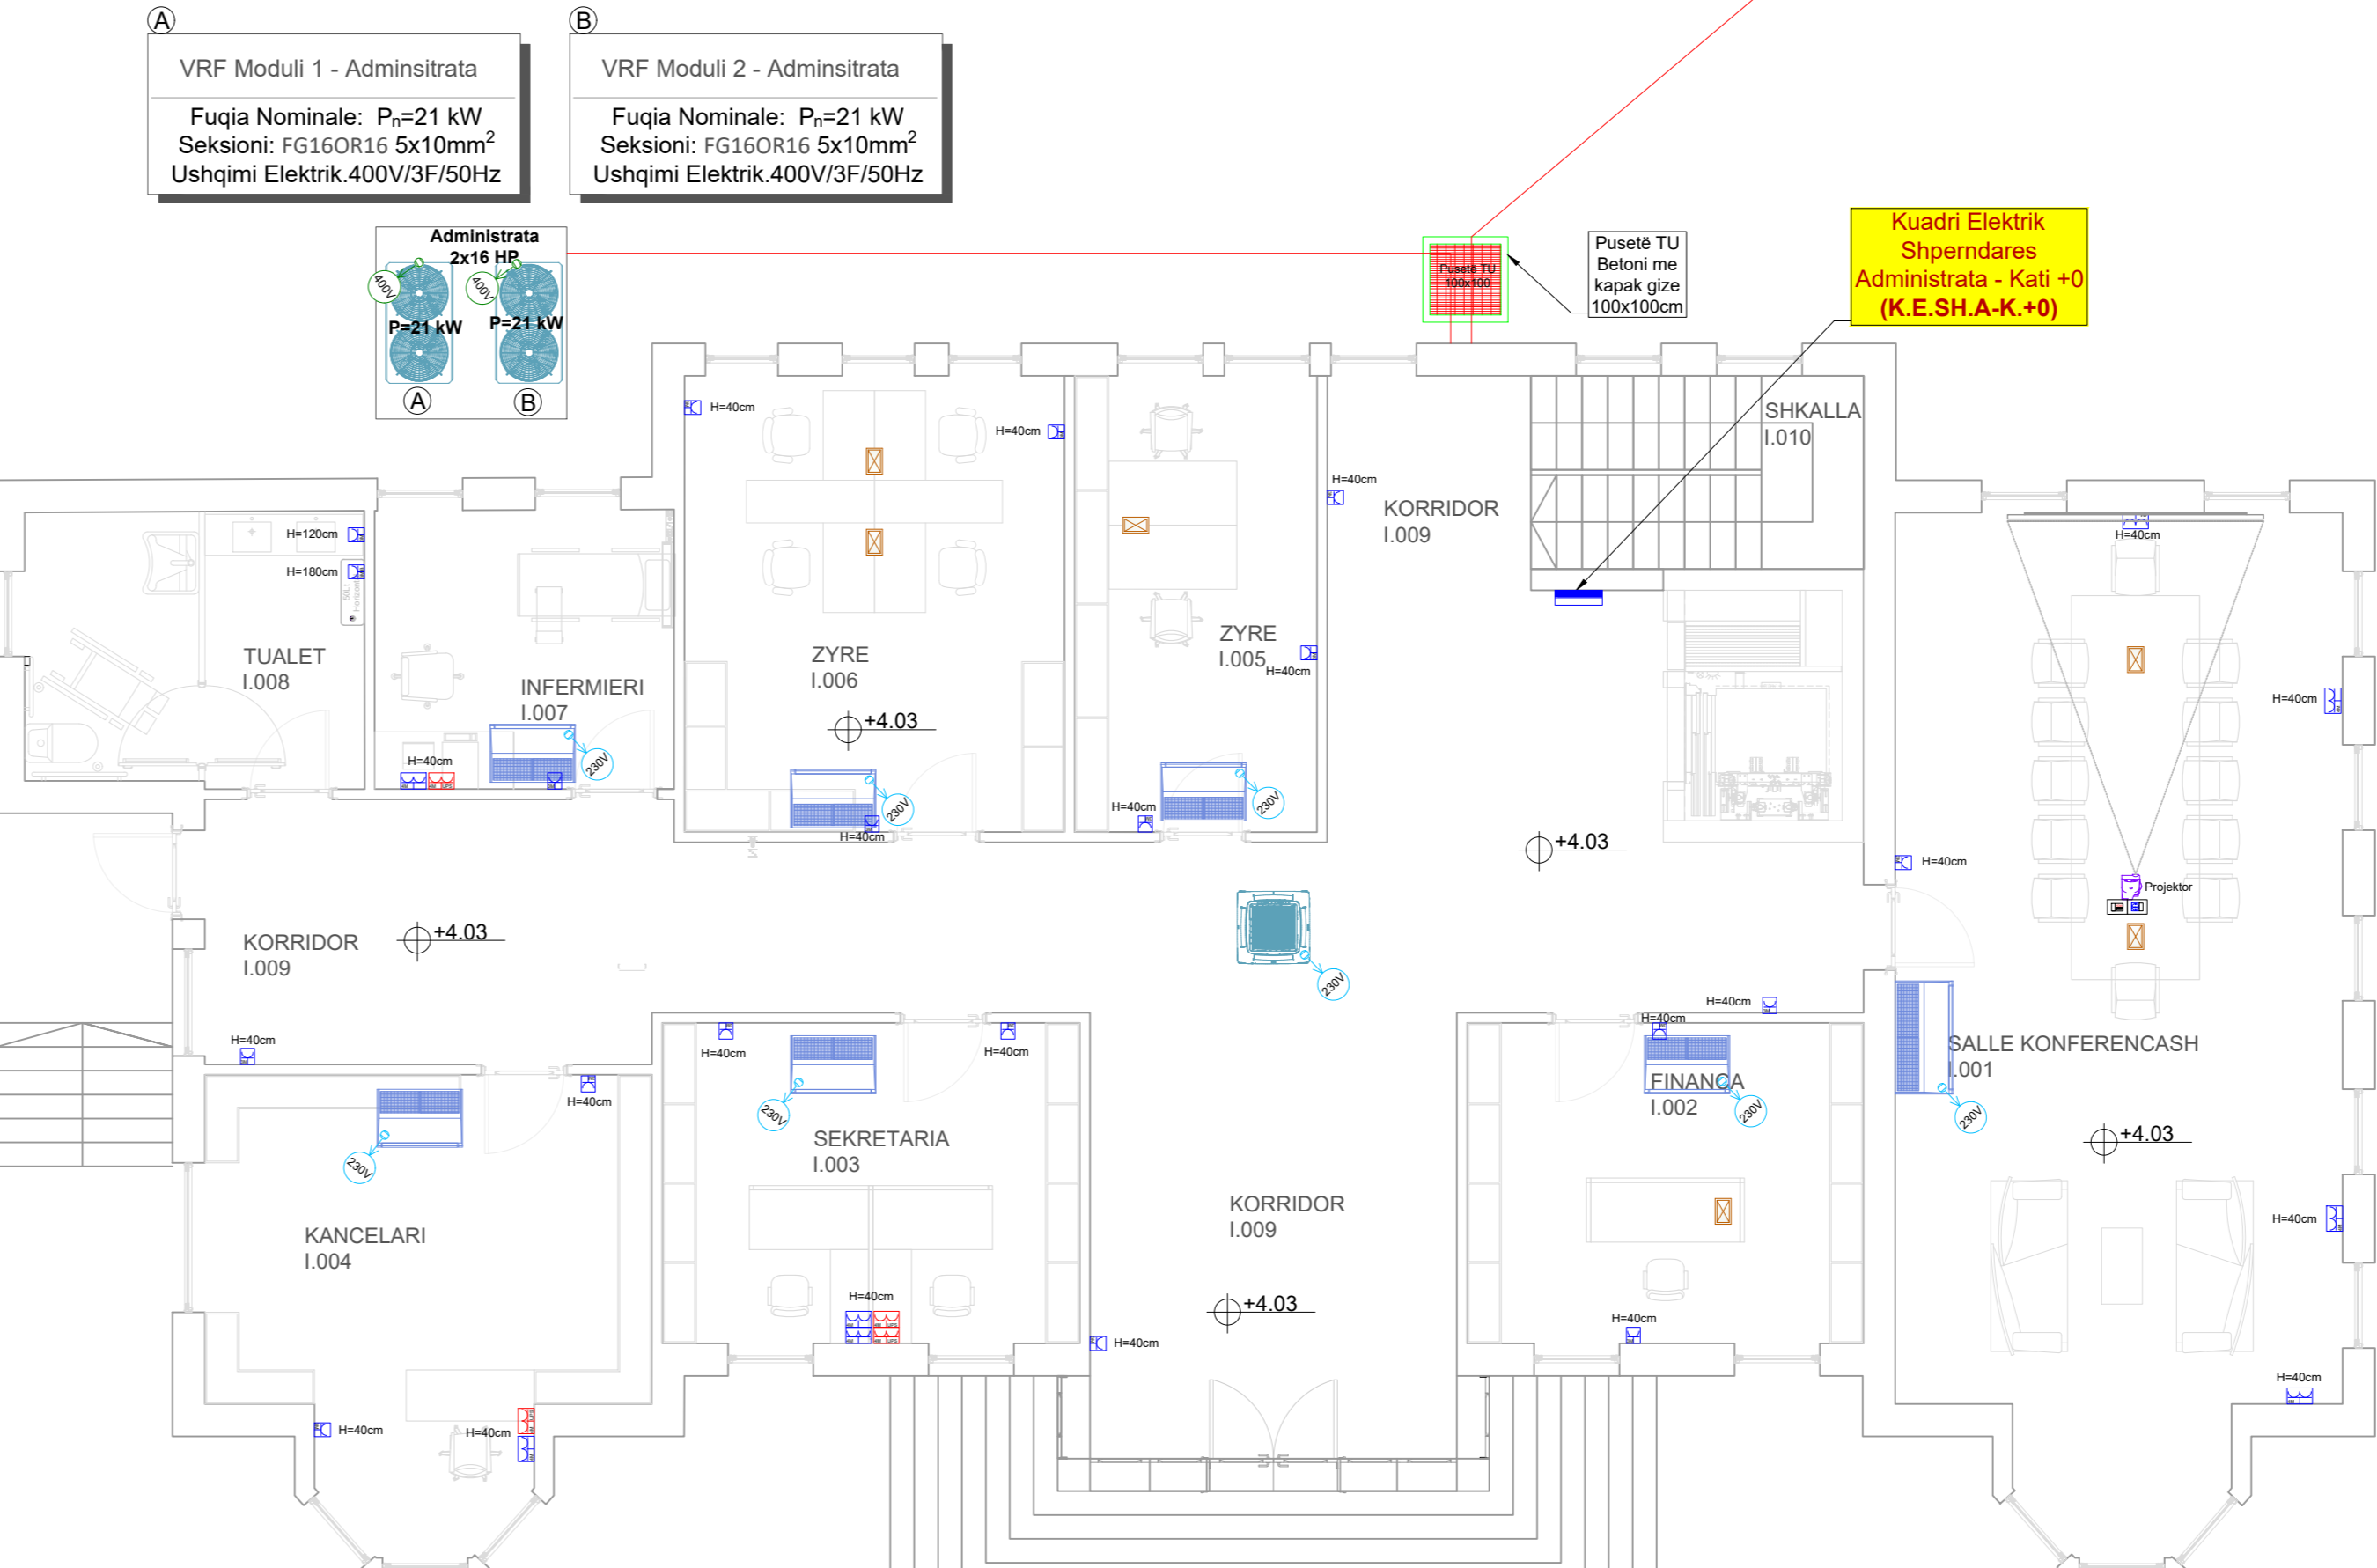 A
VRF Moduli 1 - Adminsitrata
Fuqia Nominale: Pn=21 kW
Seksioni: FG16OR16 5x10mm2
Ushqimi Elektrik.400V/3F/50Hz
B
VRF Moduli 2 - Adminsitrata
Fuqia Nominale: Pn=21 kW
Seksioni: FG16OR16 5x10mm2
Ushqimi Elektrik.400V/3F/50Hz
Administrata
2x16 HP
400V
400V
P=21 kW
P=21 kW
A
B
Pusetë TU
100x100
Pusetë TU
Betoni me
kapak gize
100x100cm
Kuadri Elektrik
Shperndares
Administrata - Kati +0
(K.E.SH.A-K.+0)
H=40cm
H=40cm
H=40cm
SHKALLA
I.010
KORRIDOR
I.009
H=40cm
H=120cm
H=180cm
50Lt
Horizont
TUALET
I.008
INFERMIERI
I.007
H=40cm
230V
ZYRE
I.006
+4.03
230V
H=40cm
ZYRE
I.005
H=40cm
H=40cm
230V
+4.03
H=40cm
H=40cm
Projektor
KORRIDOR
I.009
+4.03
230V
H=40cm
H=40cm
H=40cm
230V
KANCELARI
I.004
H=40cm
H=40cm
H=40cm
H=40cm
230V
SEKRETARIA
I.003
H=40cm
UPS
UPS
H=40cm
KORRIDOR
I.009
+4.03
H=40cm
FINANCA
I.002
230V
H=40cm
SALLE KONFERENCASH
I.001
230V
+4.03
H=40cm
H=40cm